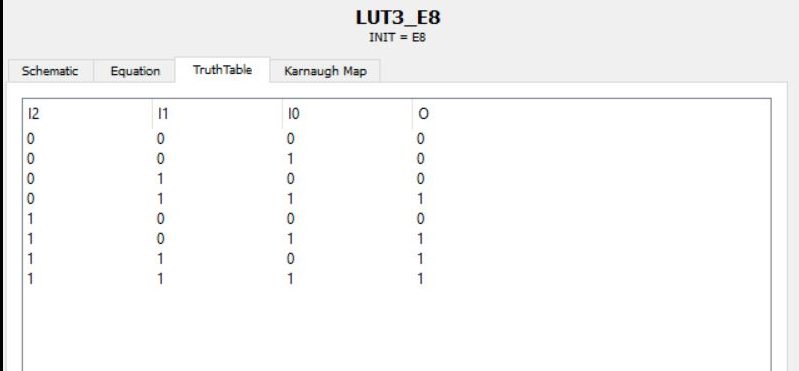 LUT3_E8
INIT = E8
Schematic Equation TruthTable Karnaugh Map
I2 I1 I0 O
0 0 0 0
0 0 1 0
0 1 0 0
0 1 1 1
1 0 0 0
1 0 1 1
1 1 0 1
1 1 1 1